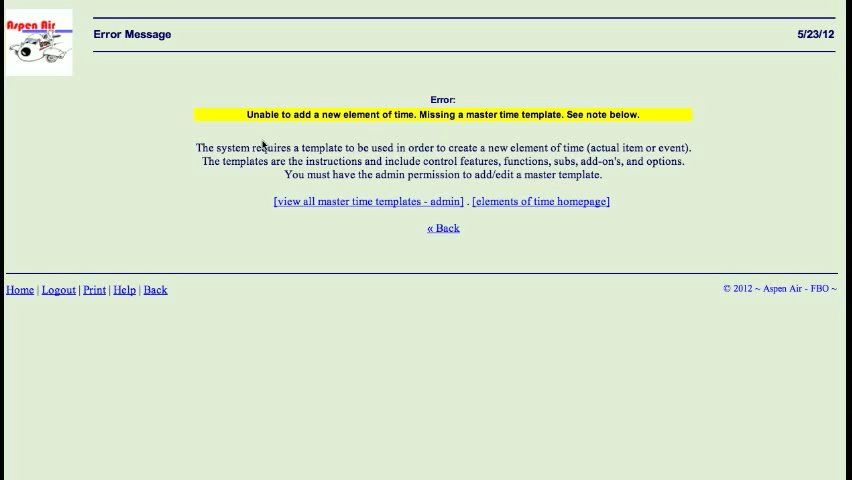 Aspen Air
Error Message
5/23/12
Error:
Unable to add a new element of time. Missing a master time template. See note below.
The system requires a template to be used in order to create a new element of time (actual item or event).
The templates are the instructions and include control features, functions, subs, add-on's, and options.
You must have the admin permission to add/edit a master template.
[view all master time templates - admin] . [elements of time homepage]
« Back
Home | Logout | Print | Help | Back
© 2012 ~ Aspen Air - FBO ~